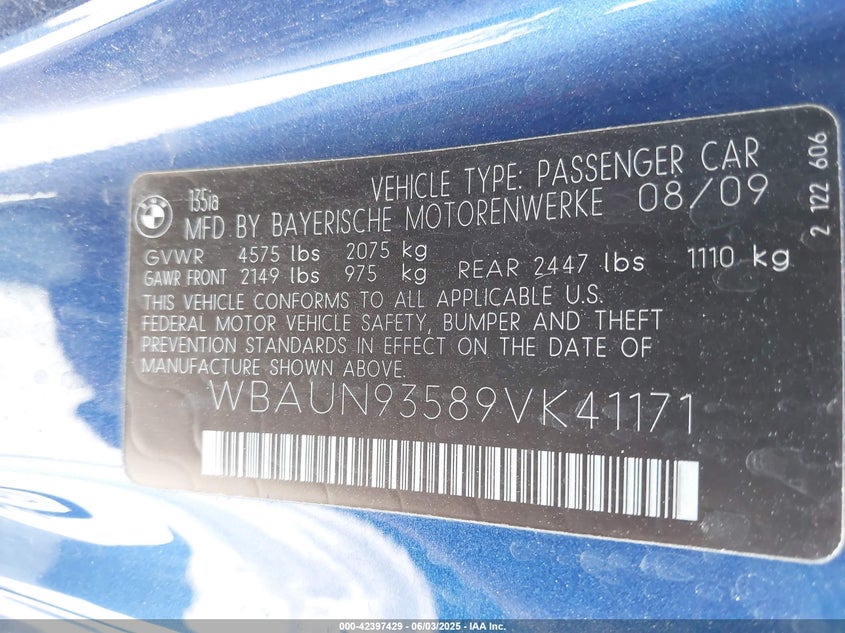 135ia
VEHICLE TYPE: PASSENGER CAR
MFD BY BAYERISCHE MOTORENWERKE 08/09
GVWR 4575 lbs 2075 kg
GAWR FRONT 2149 lbs 975 kg REAR 2447 lbs 1110 kg
THIS VEHICLE CONFORMS TO ALL APPLICABLE U.S.
FEDERAL MOTOR VEHICLE SAFETY, BUMPER AND THEFT
PREVENTION STANDARDS IN EFFECT ON THE DATE OF
MANUFACTURE SHOWN ABOVE.
WBAUN93589VK41171
2 122 606
BMW
000-42397429 - 06/03/2025 - IAA Inc.